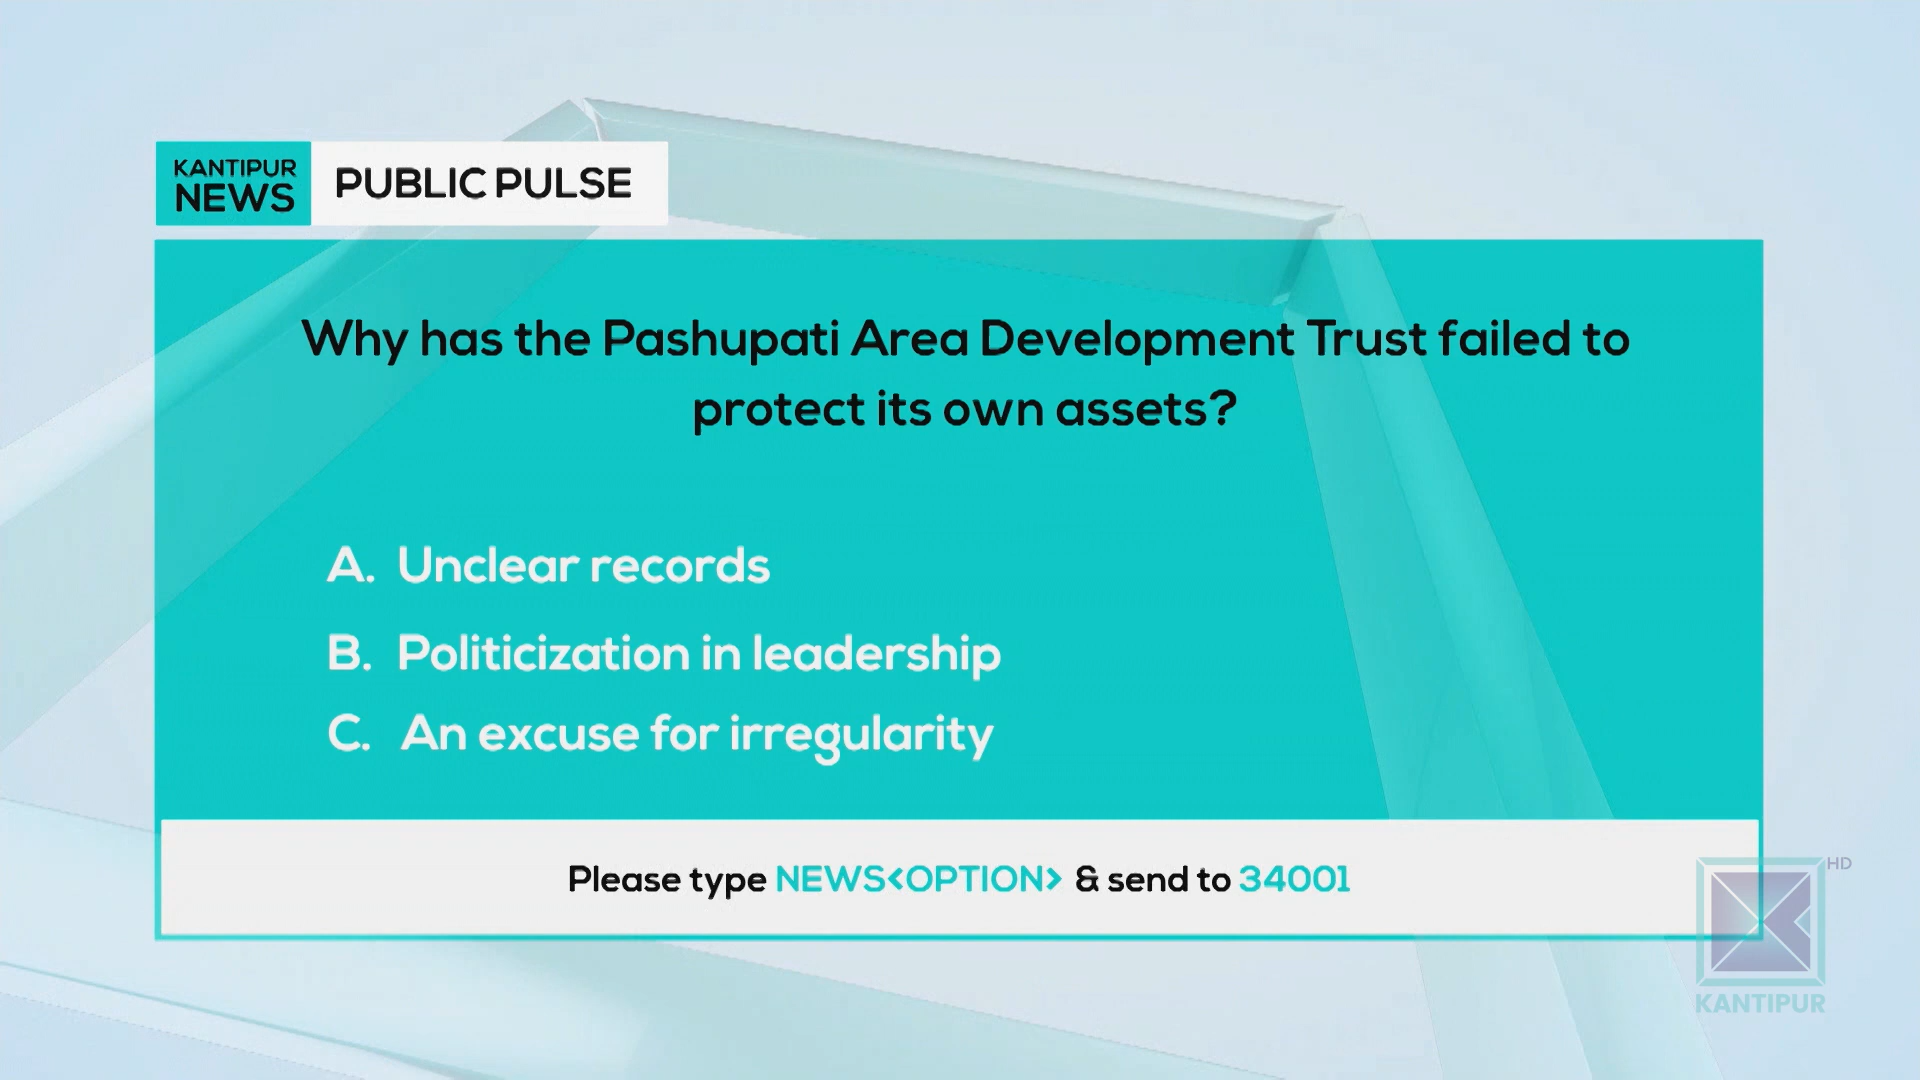 KANTIPUR
NEWS
PUBLIC PULSE
Why has the Pashupati Area Development Trust failed to
protect its own assets?
A. Unclear records
B. Politicization in leadership
C. An excuse for irregularity
Please type NEWS<OPTION> & send to 34001
HD
KANTIPUR